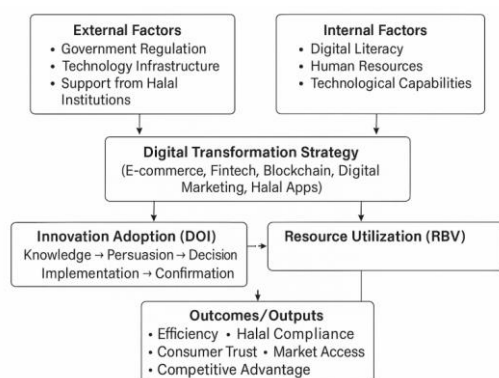 External Factors
• Government Regulation
• Technology Infrastructure
• Support from Halal
Institutions
Internal Factors
• Digital Literacy
• Human Resources
• Technological Capabilities
Digital Transformation Strategy
(E-commerce, Fintech, Blockchain, Digital
Marketing, Halal Apps)
Innovation Adoption (DOI)
Knowledge → Persuasion → Decision
Implementation → Confirmation
Resource Utilization (RBV)
Outcomes/Outputs
• Efficiency • Halal Compliance
• Consumer Trust • Market Access
• Competitive Advantage